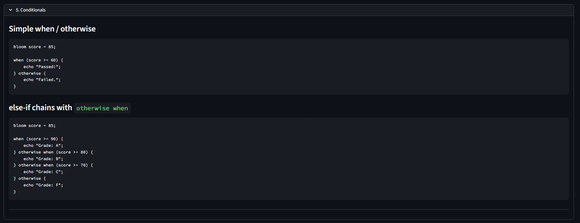 5. Conditionals
Simple when / otherwise
bloom score = 85;
when (score >= 60) {
    echo "Passed!";
} otherwise {
    echo "Failed.";
}
else-if chains with otherwise when
bloom score = 85;
when (score >= 90) {
    echo "Grade: A";
} otherwise when (score >= 80) {
    echo "Grade: B";
} otherwise when (score >= 70) {
    echo "Grade: C";
} otherwise {
    echo "Grade: F";
}